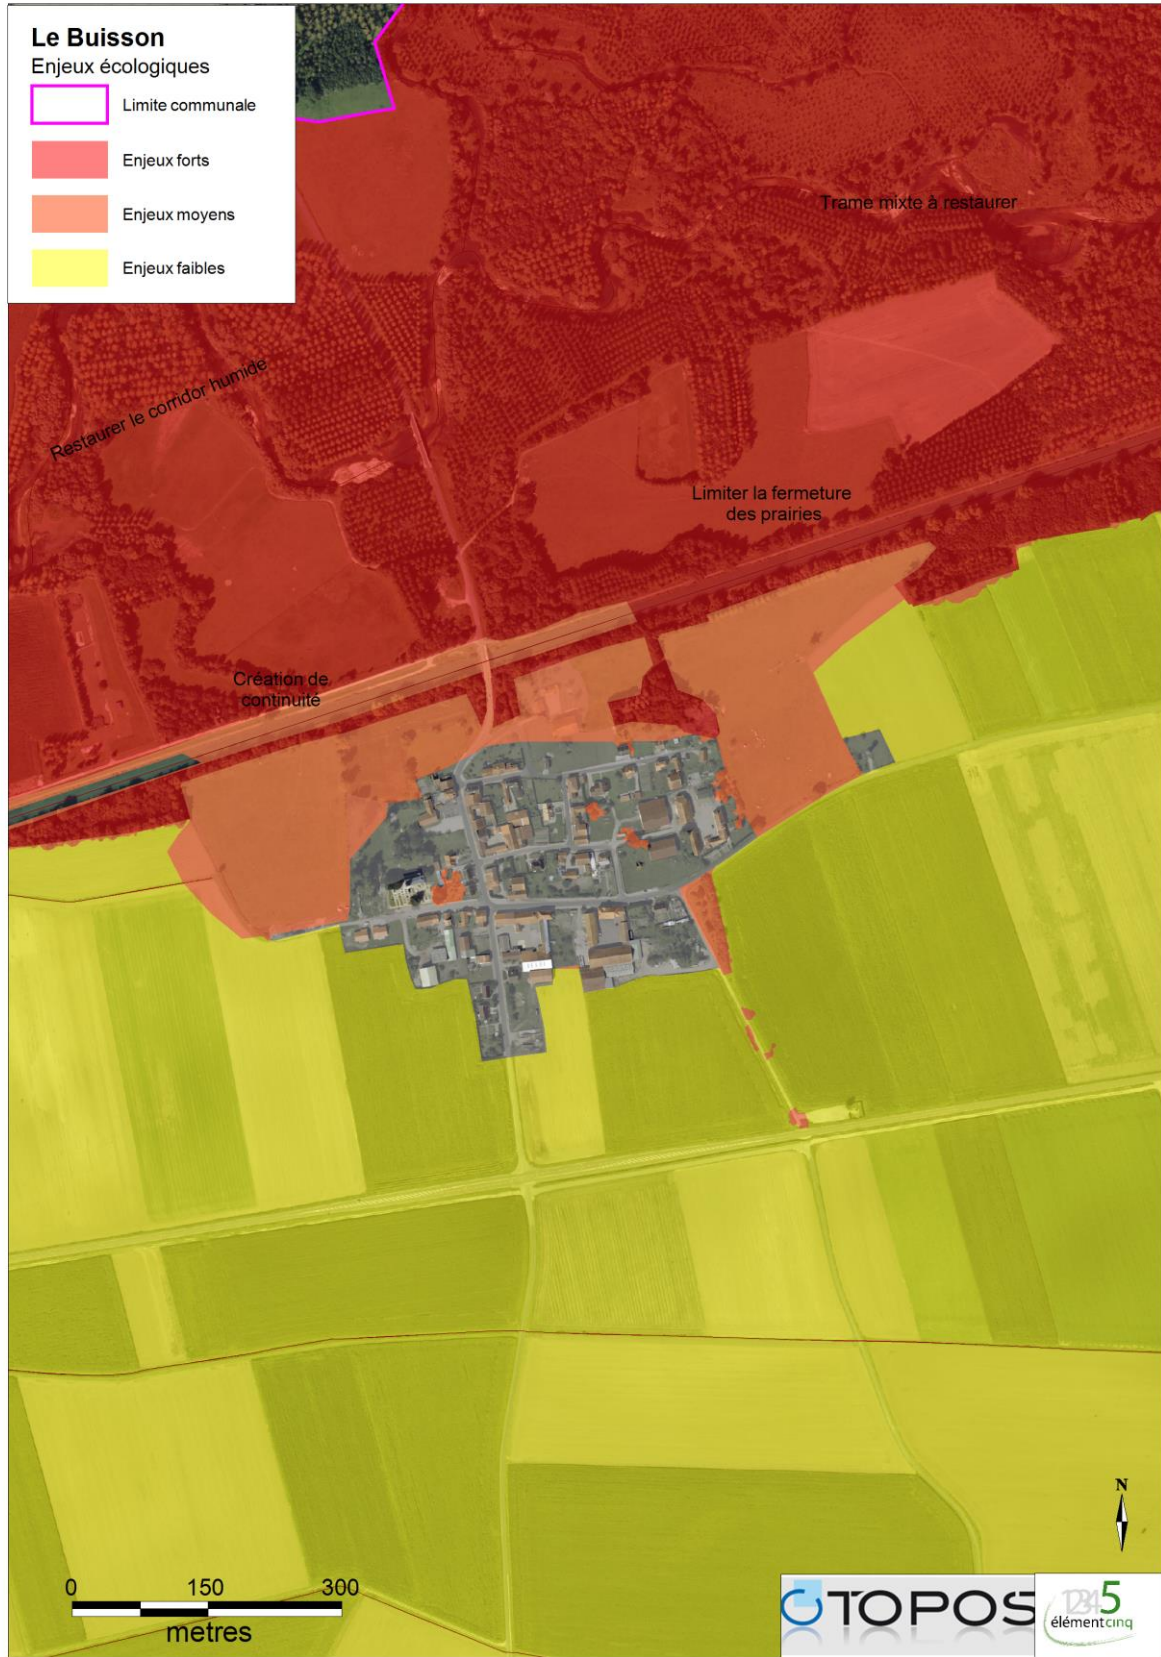 Le Buisson
Enjeux écologiques
Limite communale
Enjeux forts
Enjeux moyens
Enjeux faibles
Trame mixte à restaurer
Restaurer le corridor humide
Limiter la fermeture
des prairies
Création de
continuité
N
0 150 300
metres
TOPOS
12345
élémentcinq